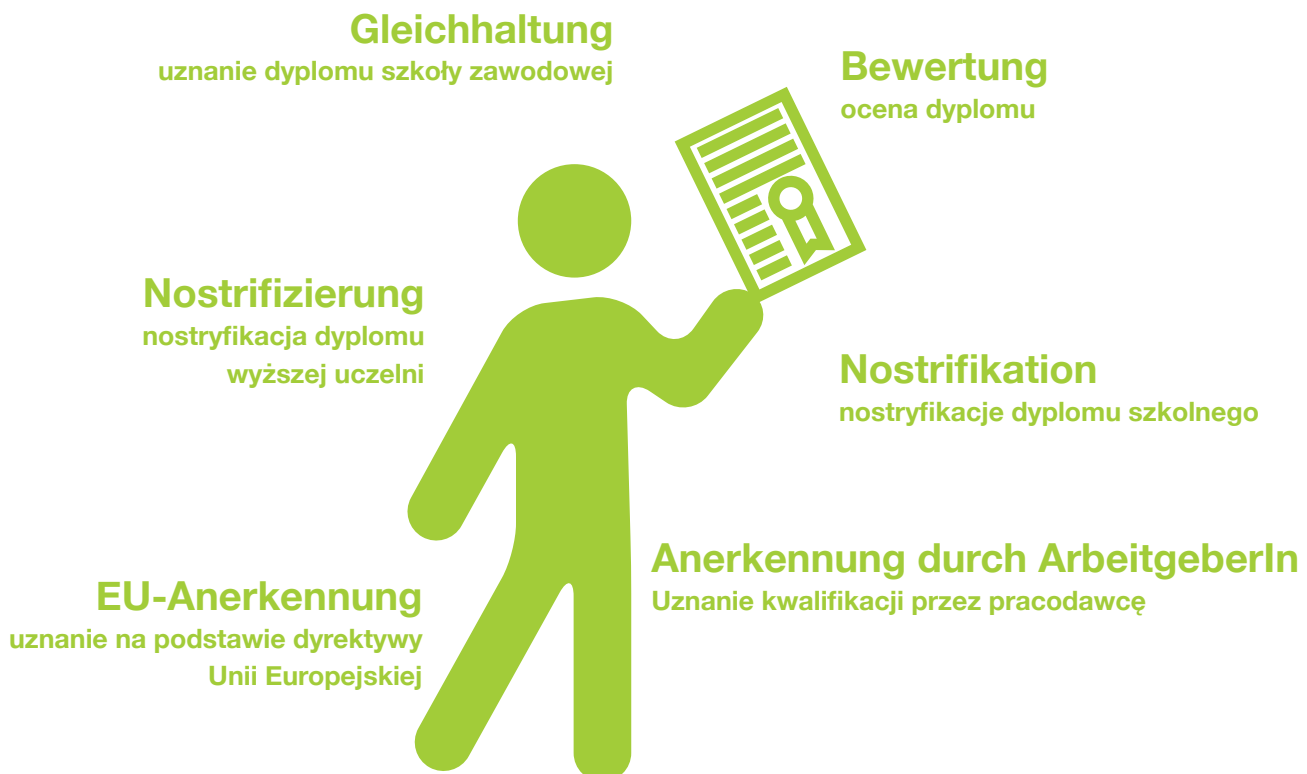 Gleichhaltung
uznanie dyplomu szkoły zawodowej
Bewertung
ocena dyplomu
Nostrifizierung
nostryfikacja dyplomu
wyższej uczelni
Nostrifikation
nostryfikacje dyplomu szkolnego
Anerkennung durch ArbeitgeberIn
Uznanie kwalifikacji przez pracodawcę
EU-Anerkennung
uznanie na podstawie dyrektywy
Unii Europejskiej